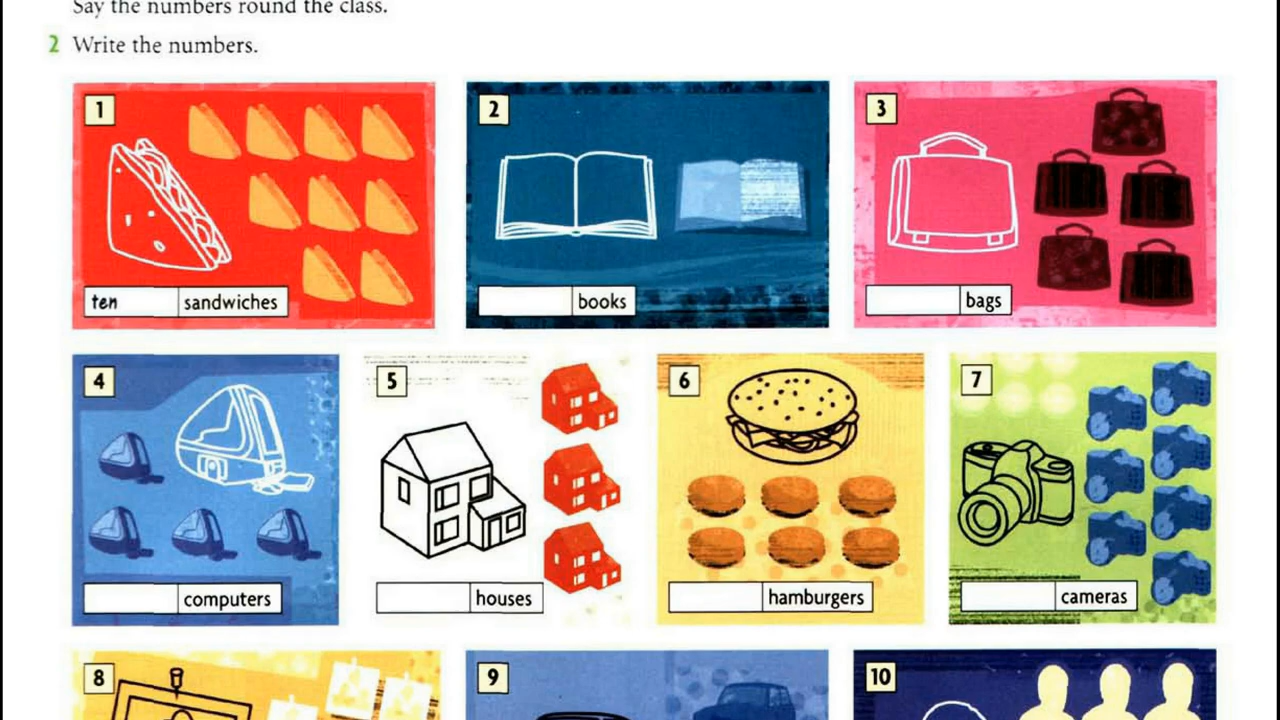 Say the numbers round the class.
2 Write the numbers.
1
ten sandwiches
2
books
3
bags
4
computers
5
houses
6
hamburgers
7
cameras
8
9
10